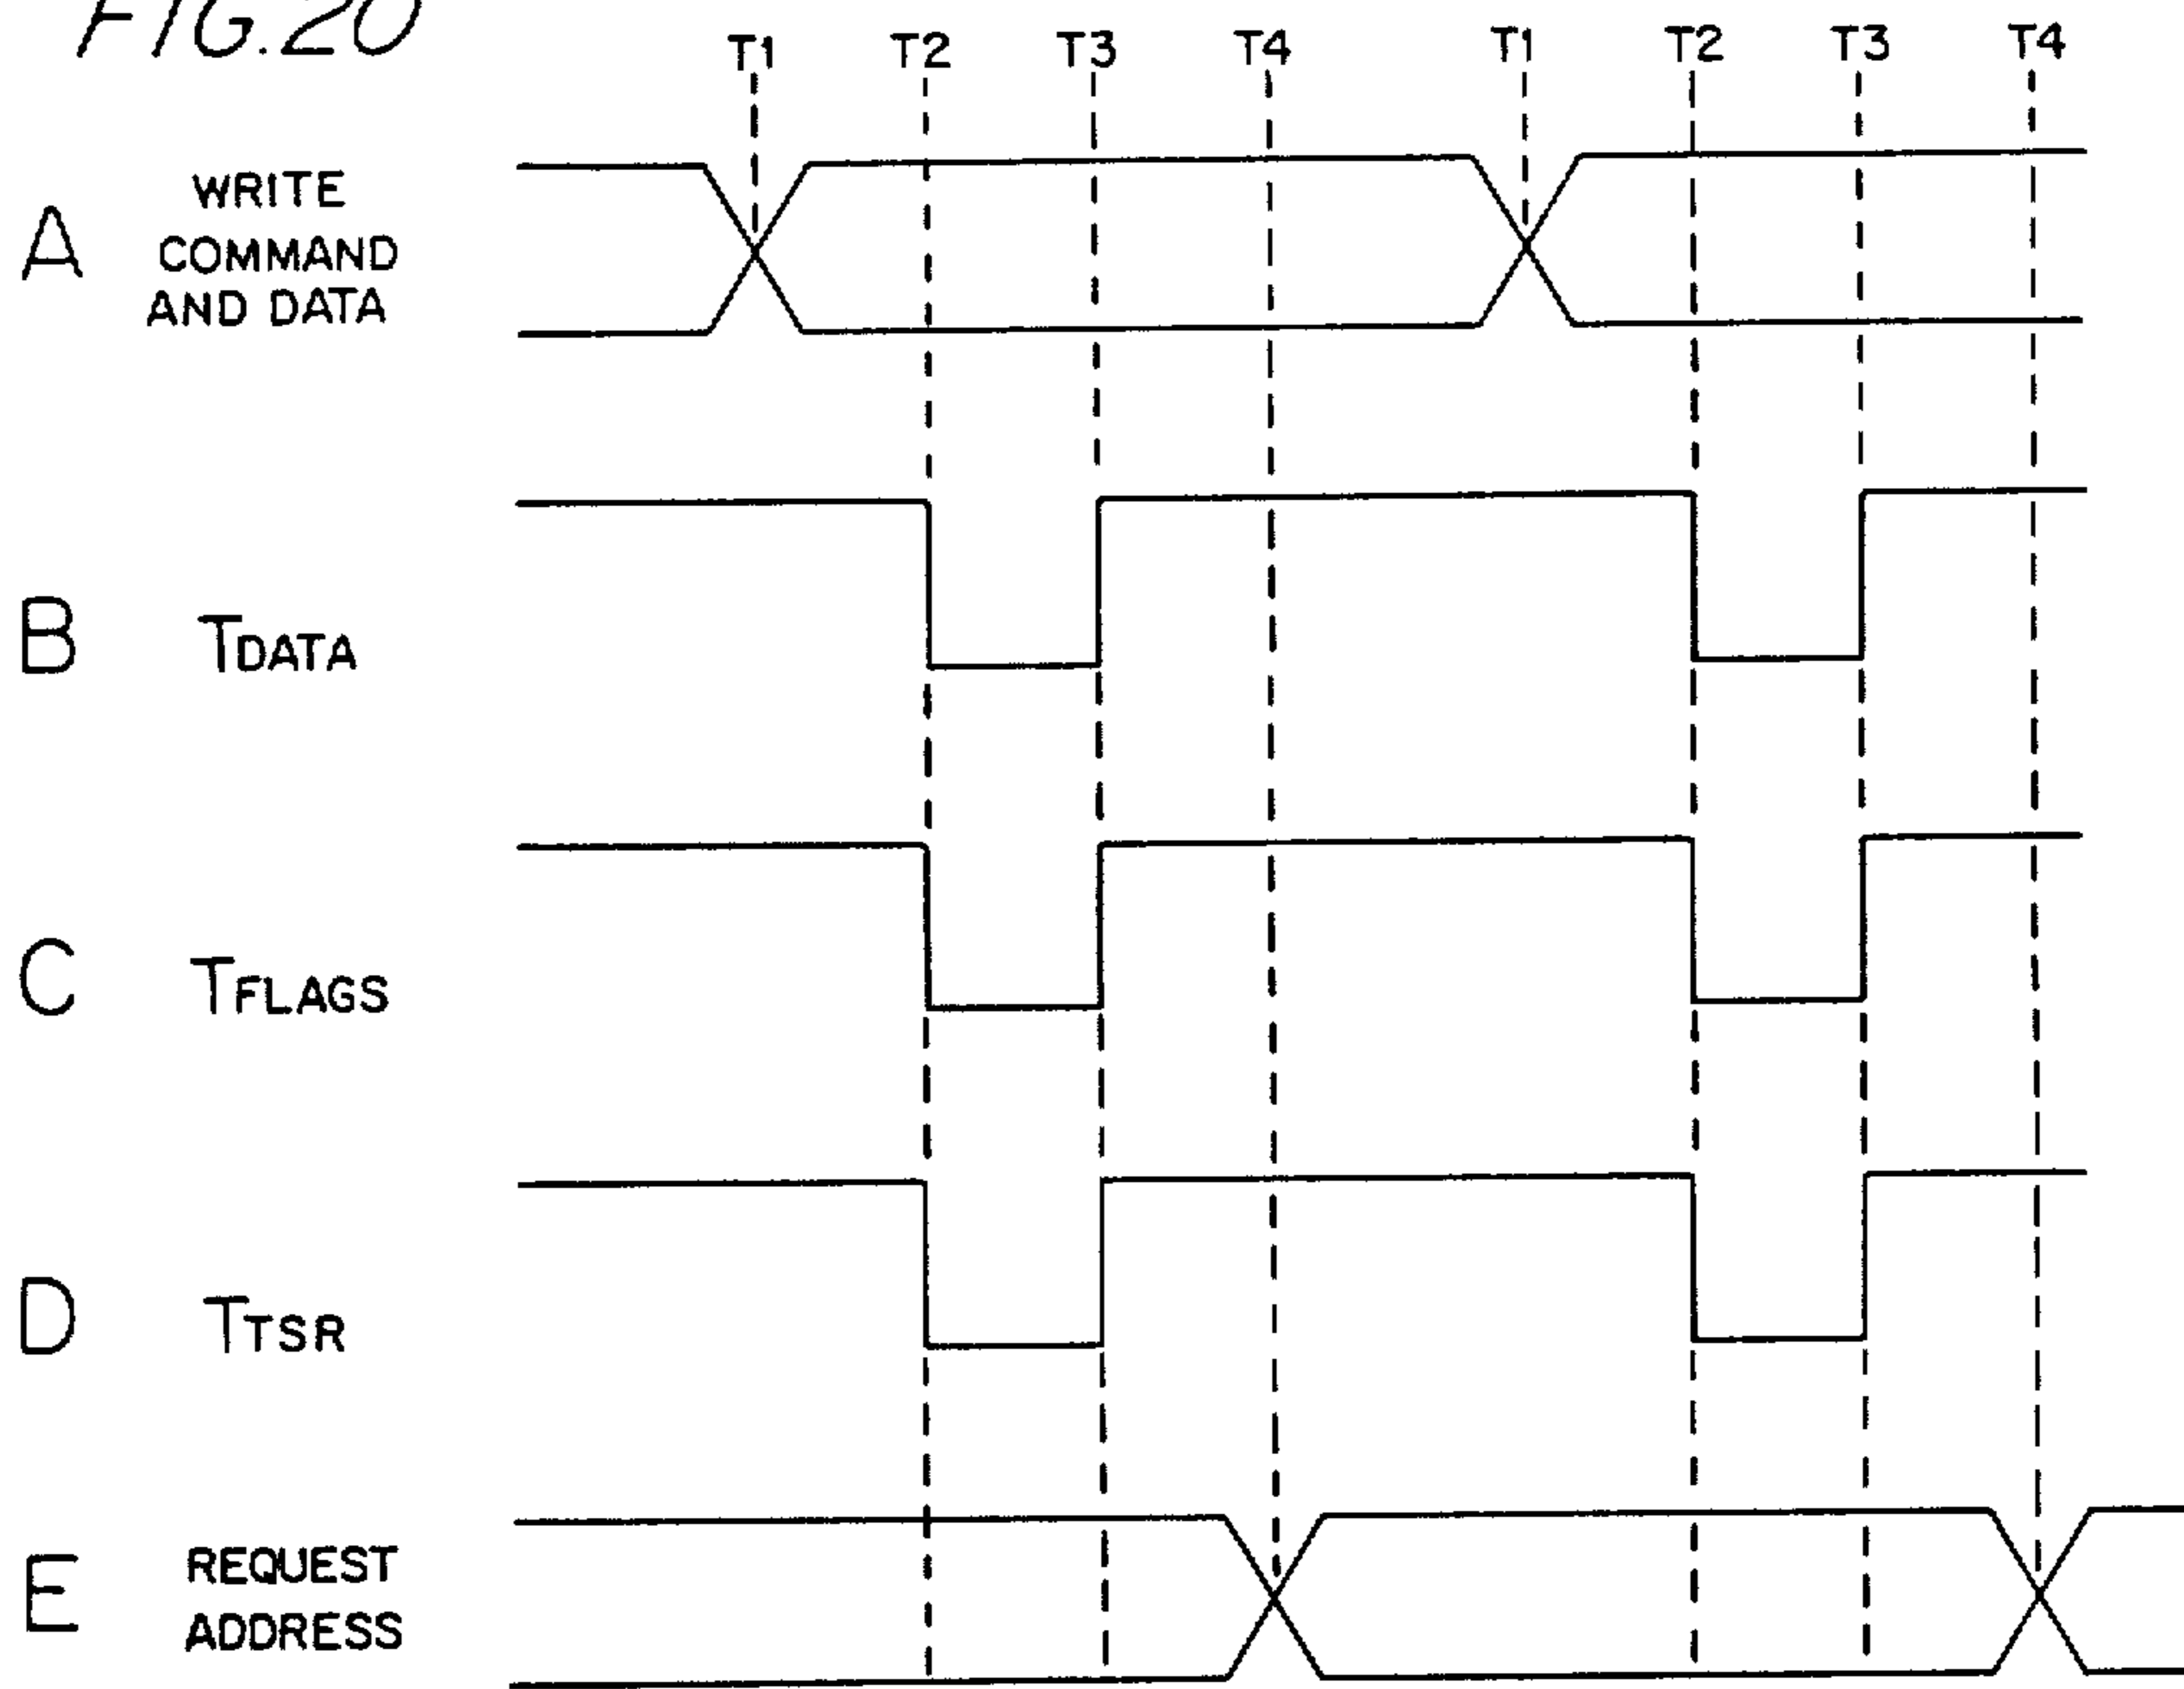 FIG. 20
T1 T2 T3 T4 T1 T2 T3 T4
A WRITE
COMMAND
AND DATA
B TDATA
C TFLAGS
D TTSR
E REQUEST
ADDRESS